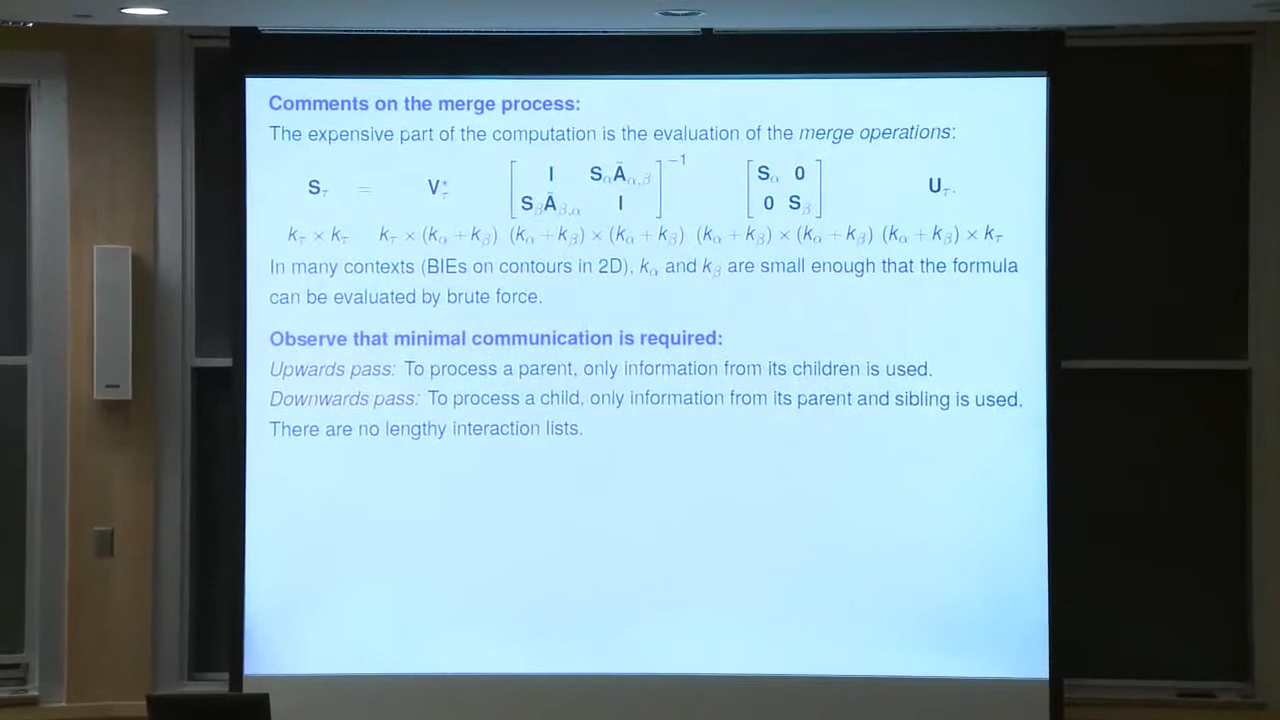 Comments on the merge process:
The expensive part of the computation is the evaluation of the merge operations:
S_τ = V*_τ [ I S_α Ã_{α,β} ; S_β Ã_{β,α} I ]^{−1} [ S_α 0 ; 0 S_β ] U_τ.
k_τ × k_τ k_τ × (k_α + k_β) (k_α + k_β) × (k_α + k_β) (k_α + k_β) × (k_α + k_β) (k_α + k_β) × k_τ
In many contexts (BIEs on contours in 2D), k_α and k_β are small enough that the formula
can be evaluated by brute force.
Observe that minimal communication is required:
Upwards pass: To process a parent, only information from its children is used.
Downwards pass: To process a child, only information from its parent and sibling is used.
There are no lengthy interaction lists.